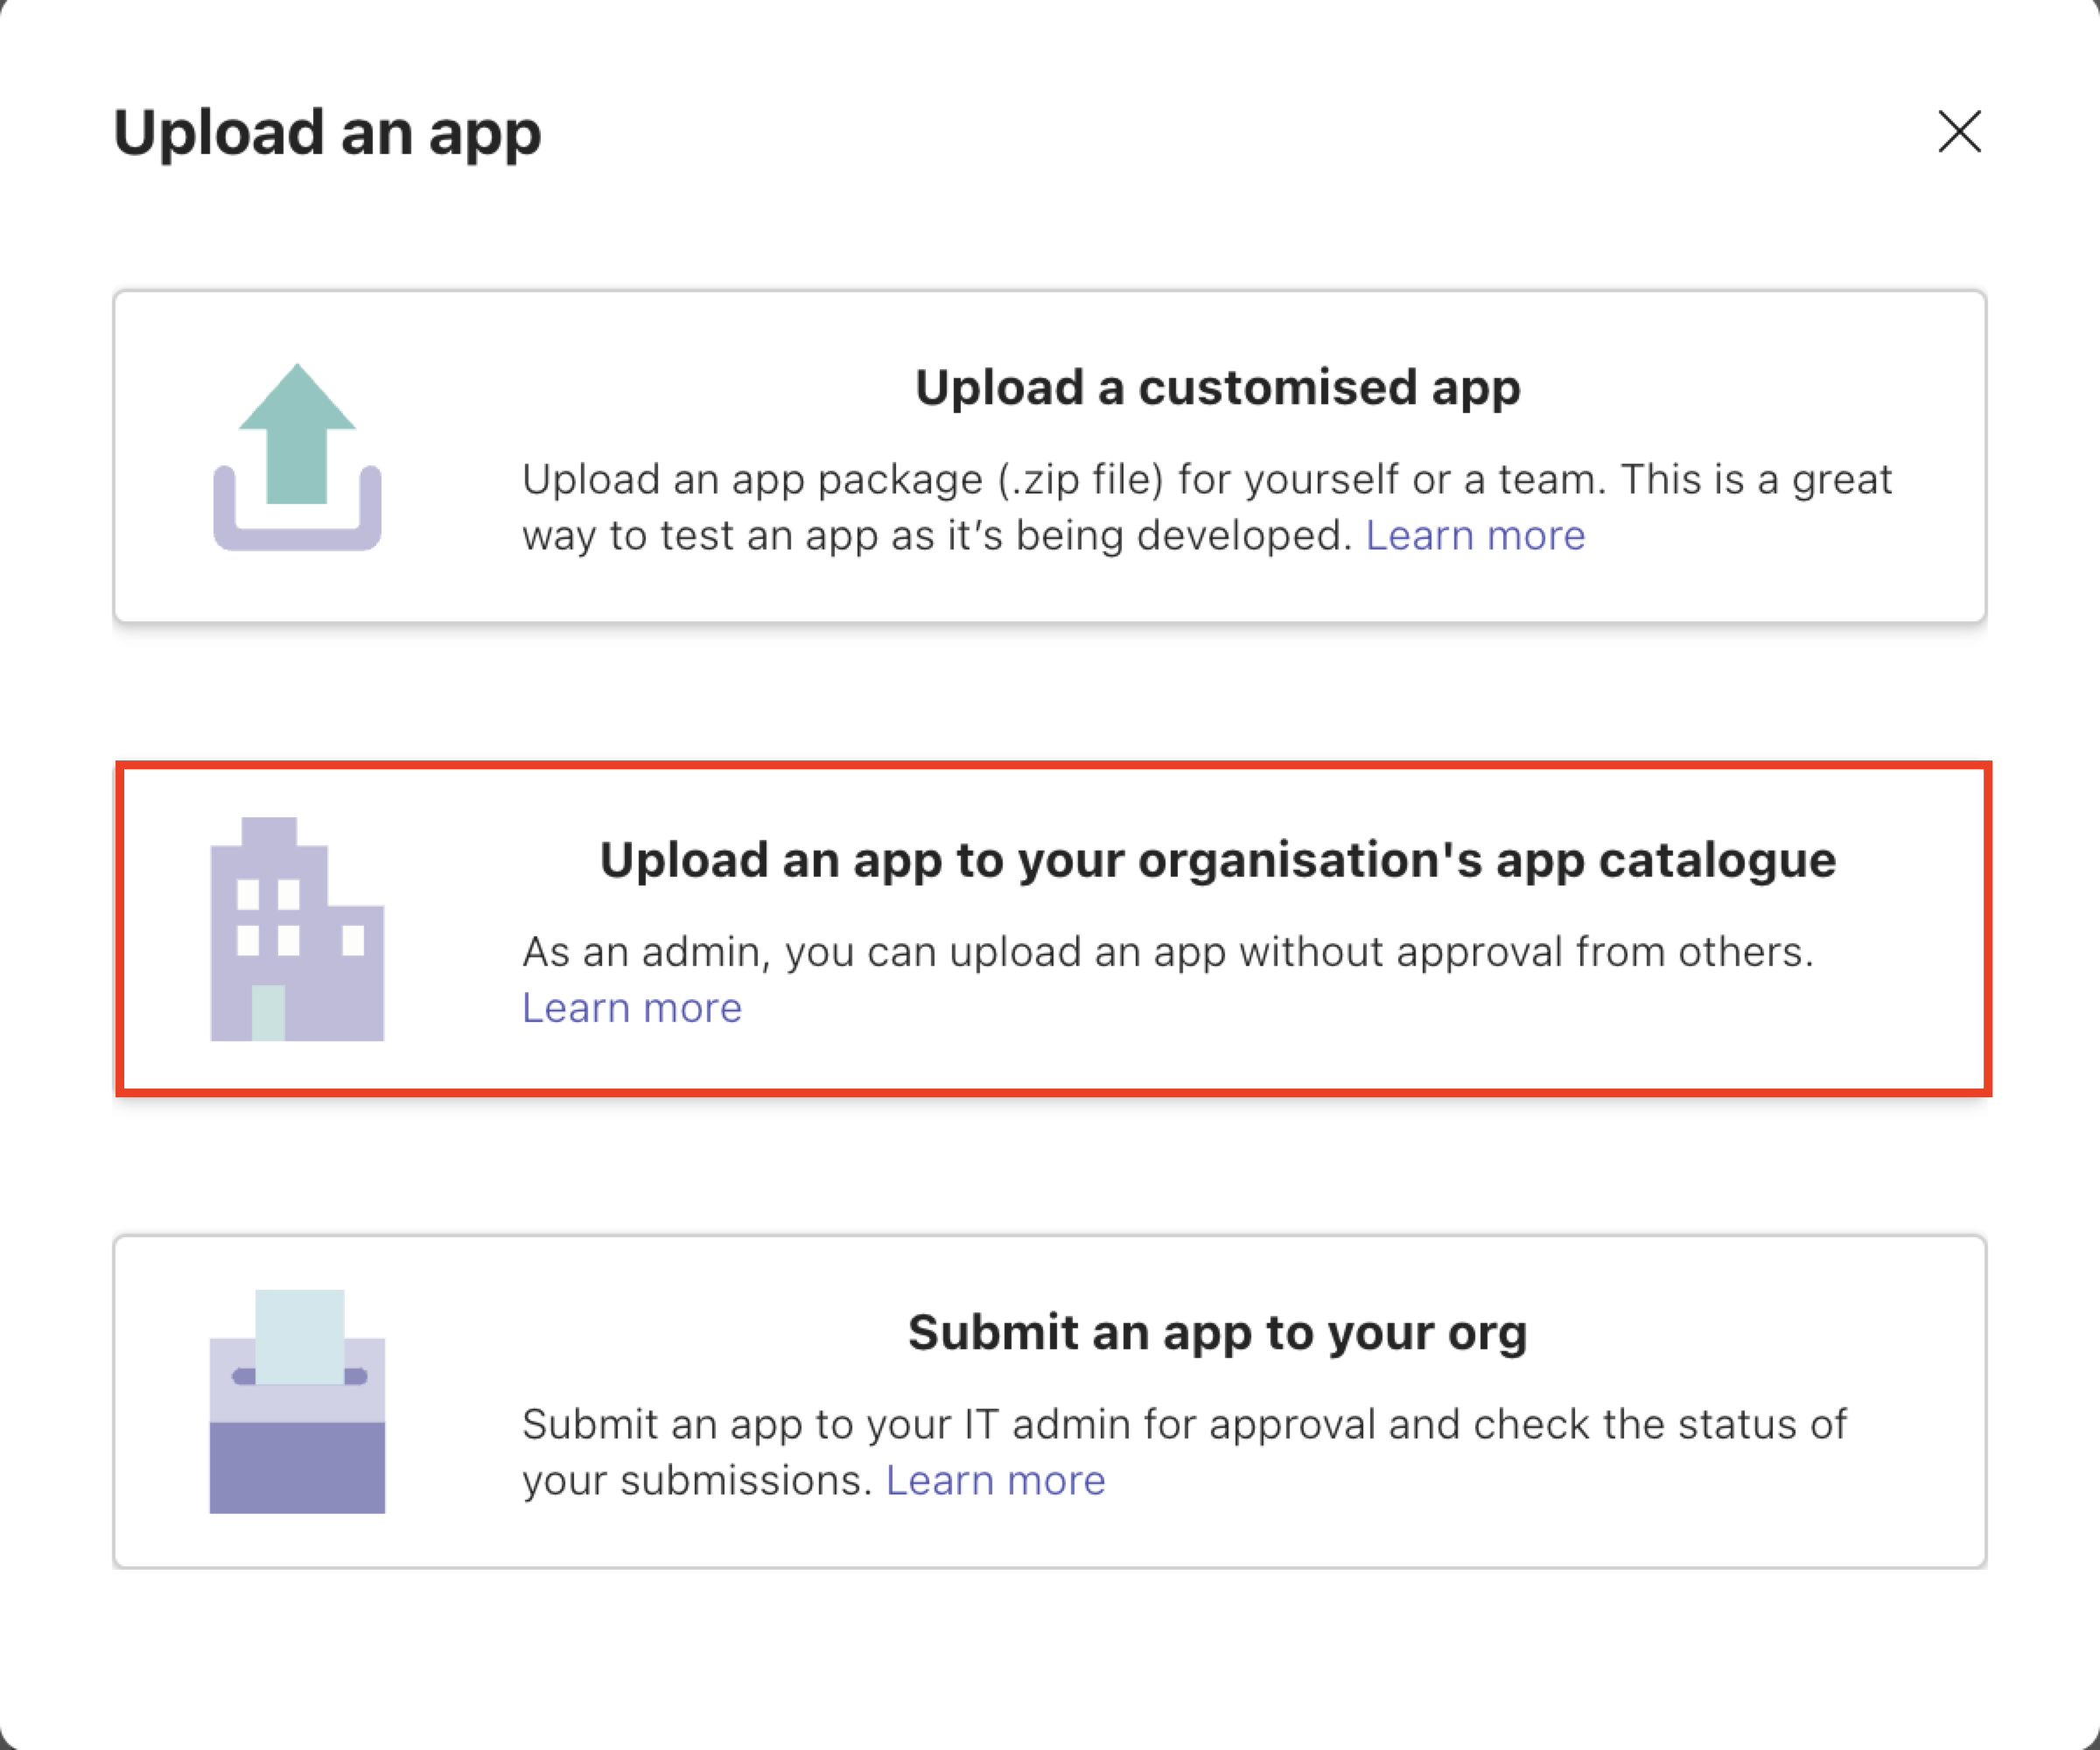 Upload an app
Upload a customised app
Upload an app package (.zip file) for yourself or a team. This is a great
way to test an app as it’s being developed. Learn more
Upload an app to your organisation's app catalogue
As an admin, you can upload an app without approval from others.
Learn more
Submit an app to your org
Submit an app to your IT admin for approval and check the status of
your submissions. Learn more